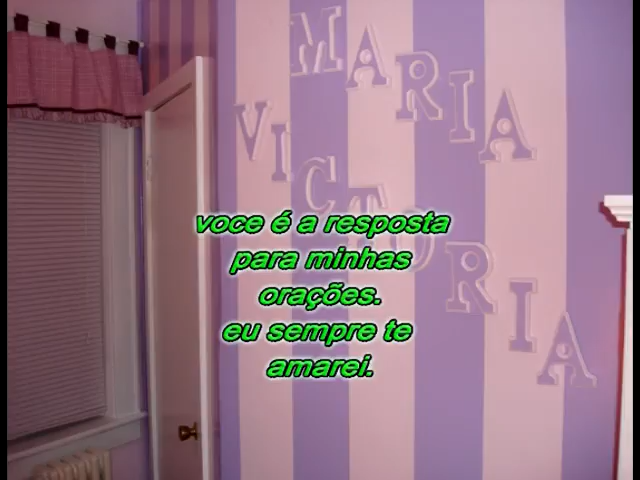 MARIA
VICTORIA
voce é a resposta
para minhas
orações.
eu sempre te
amarei.